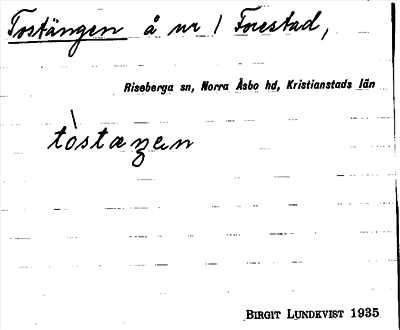 Tostängen å nr 1 Forestad,
Riseberga sn, Norra Åsbo hd, Kristianstads län
tòstaŋen
BIRGIT LUNDKVIST 1935